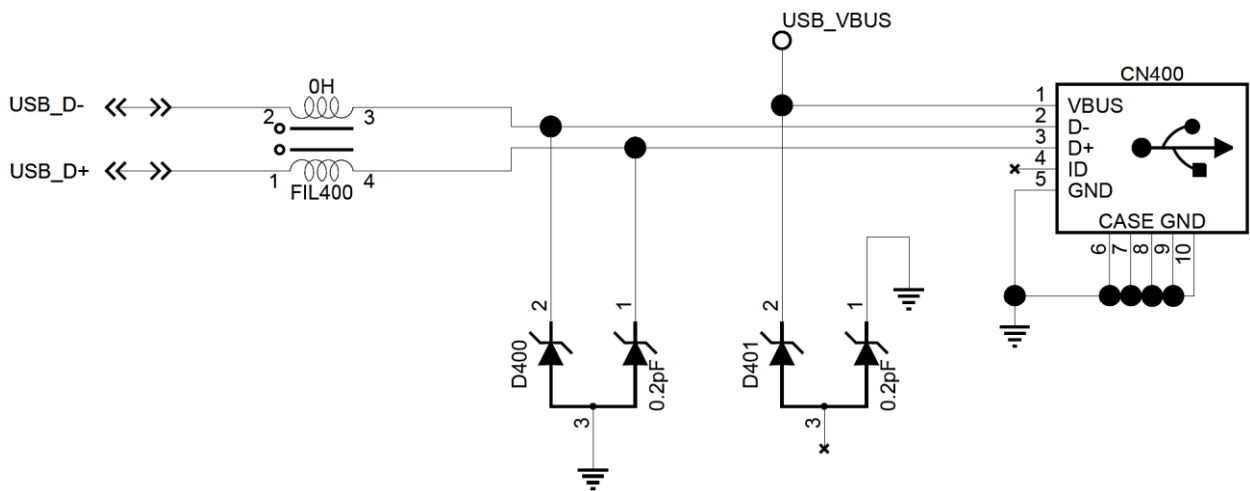 USB_VBUS
CN400
0H
USB_D-
2
3
USB_D+
1
4
FIL400
1
VBUS
2
D-
3
D+
4
ID
5
GND
CASE GND
6
7
8
9
10
2
1
D400
0.2pF
3
2
1
D401
0.2pF
3